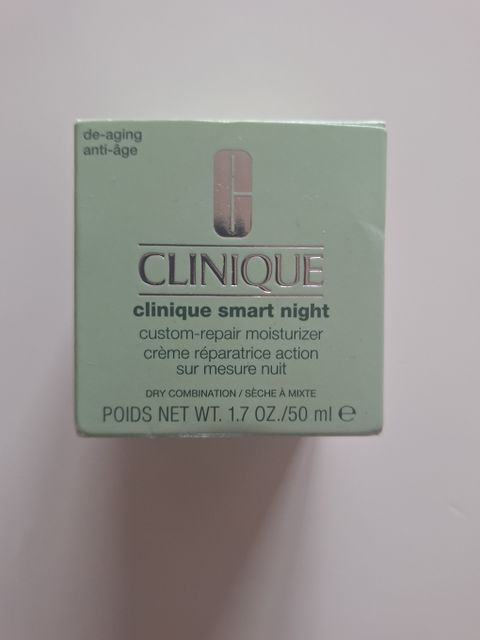 de-aging
anti-âge
C
CLINIQUE
clinique smart night
custom-repair moisturizer
crème réparatrice action
sur mesure nuit
DRY COMBINATION / SÈCHE À MIXTE
POIDS NET WT. 1.7 OZ./50 ml ℮